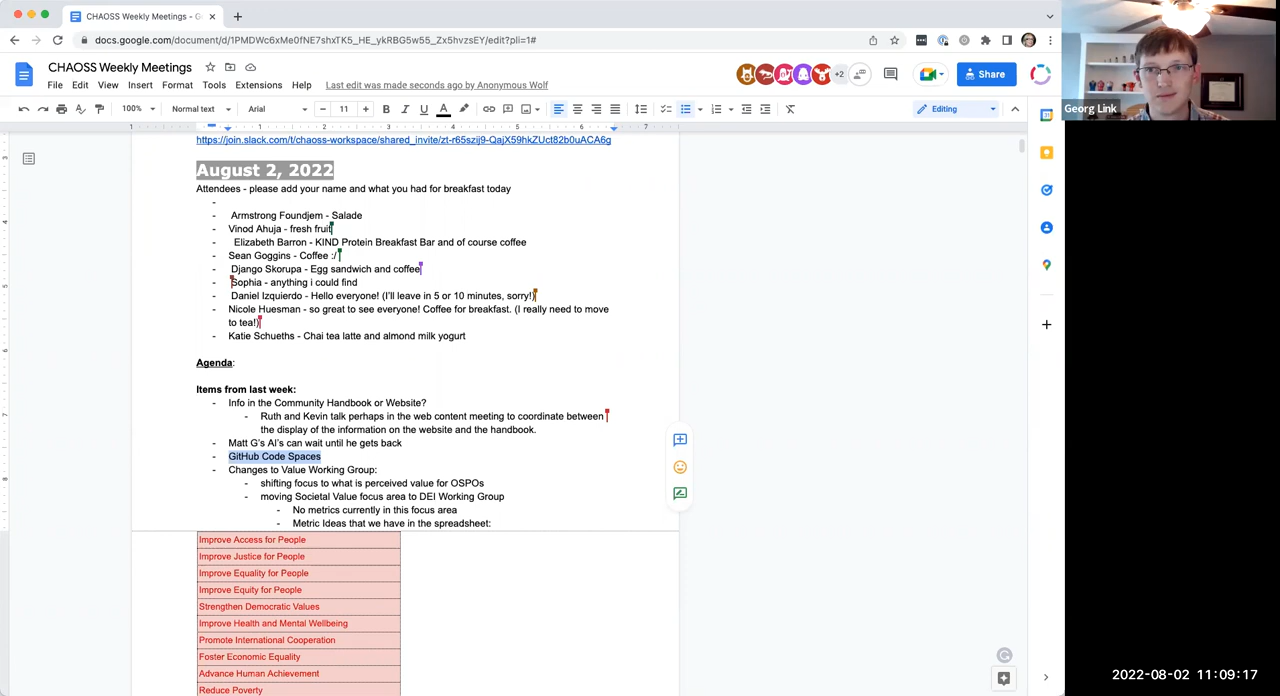 CHAOSS Weekly Meetings - G
docs.google.com/document/d/1PMDWc6xMe0fNE7shxTK5_HE_ykRBG5w55_Zx5hvzsEY/edit?pli=1#
CHAOSS Weekly Meetings
File Edit View Insert Format Tools Extensions Help Last edit was made seconds ago by Anonymous Wolf
+2
Share
Georg Link
100% Normal text Arial 11 B I U A Editing
1 1 2 3 4 5 6 7
https://join.slack.com/t/chaoss-workspace/shared_invite/zt-r65szij9-QajX59hkZUct82b0uACA6g
August 2, 2022
Attendees - please add your name and what you had for breakfast today
-
- Armstrong Foundjem - Salade
- Vinod Ahuja - fresh fruit
- Elizabeth Barron - KIND Protein Breakfast Bar and of course coffee
- Sean Goggins - Coffee :/
- Django Skorupa - Egg sandwich and coffee
- Sophia - anything i could find
- Daniel Izquierdo - Hello everyone! (I'll leave in 5 or 10 minutes, sorry!)
- Nicole Huesman - so great to see everyone! Coffee for breakfast. (I really need to move
to tea!)
- Katie Schueths - Chai tea latte and almond milk yogurt
Agenda:
Items from last week:
- Info in the Community Handbook or Website?
- Ruth and Kevin talk perhaps in the web content meeting to coordinate between
the display of the information on the website and the handbook.
- Matt G's AI's can wait until he gets back
- GitHub Code Spaces
- Changes to Value Working Group:
- shifting focus to what is perceived value for OSPOs
- moving Societal Value focus area to DEI Working Group
- No metrics currently in this focus area
- Metric Ideas that we have in the spreadsheet:
Improve Access for People
Improve Justice for People
Improve Equality for People
Improve Equity for People
Strengthen Democratic Values
Improve Health and Mental Wellbeing
Promote International Cooperation
Foster Economic Equality
Advance Human Achievement
Reduce Poverty
2022-08-02 11:09:17